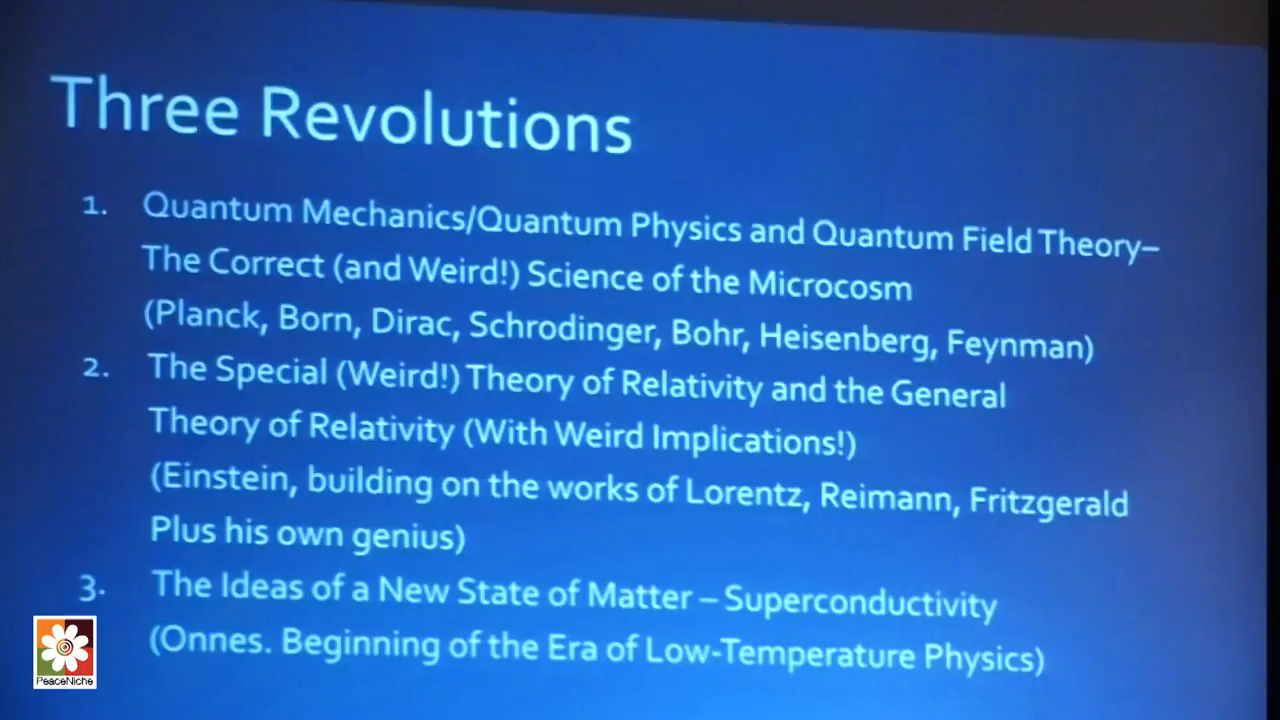 Three Revolutions
1. Quantum Mechanics/Quantum Physics and Quantum Field Theory–
The Correct (and Weird!) Science of the Microcosm
(Planck, Born, Dirac, Schrodinger, Bohr, Heisenberg, Feynman)
2. The Special (Weird!) Theory of Relativity and the General
Theory of Relativity (With Weird Implications!)
(Einstein, building on the works of Lorentz, Reimann, Fritzgerald
Plus his own genius)
3. The Ideas of a New State of Matter – Superconductivity
(Onnes. Beginning of the Era of Low-Temperature Physics)
PeaceNiche